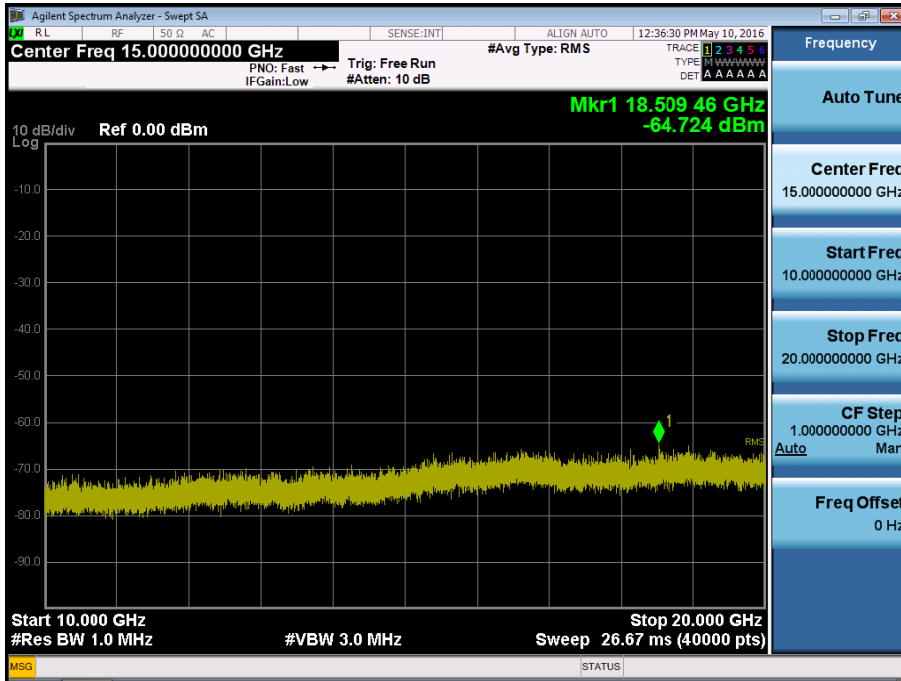 Agilent Spectrum Analyzer - Swept SA
LXI RL RF 50 Ω AC SENSE:INT ALIGN AUTO 12:36:30 PM May 10, 2016
Center Freq 15.000000000 GHz
#Avg Type: RMS
TRACE 1 2 3 4 5 6
PNO: Fast
Trig: Free Run
TYPE M WWWWW
IFGain:Low
#Atten: 10 dB
DET A A A A A A
Mkr1 18.509 46 GHz
-64.724 dBm
10 dB/div Ref 0.00 dBm
Log
-10.0
-20.0
-30.0
-40.0
-50.0
-60.0
-70.0
-80.0
-90.0
1
RMS
Start 10.000 GHz
Stop 20.000 GHz
#Res BW 1.0 MHz
#VBW 3.0 MHz
Sweep 26.67 ms (40000 pts)
MSG
STATUS
Frequency
Auto Tune
Center Freq
15.000000000 GHz
Start Freq
10.000000000 GHz
Stop Freq
20.000000000 GHz
CF Step
1.000000000 GHz
Auto Man
Freq Offset
0 Hz